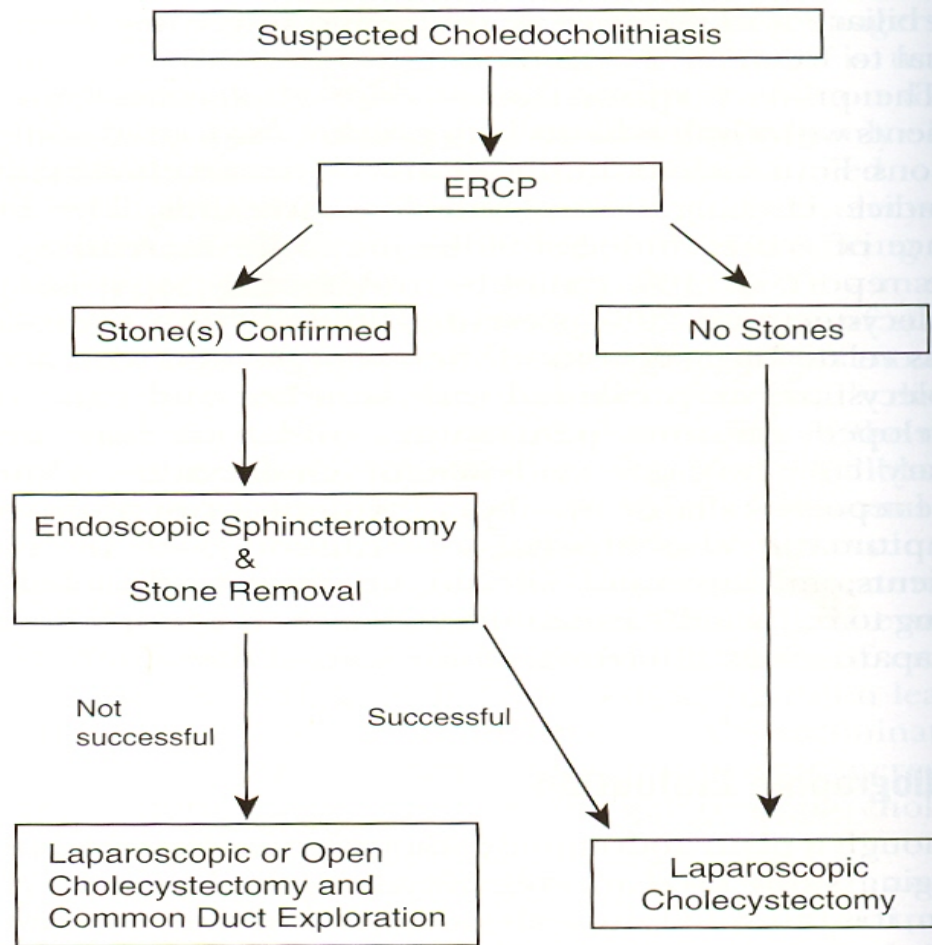 Suspected Choledocholithiasis
ERCP
Stone(s) Confirmed
No Stones
Endoscopic Sphincterotomy
&
Stone Removal
Not
successful
Successful
Laparoscopic or Open
Cholecystectomy and
Common Duct Exploration
Laparoscopic
Cholecystectomy